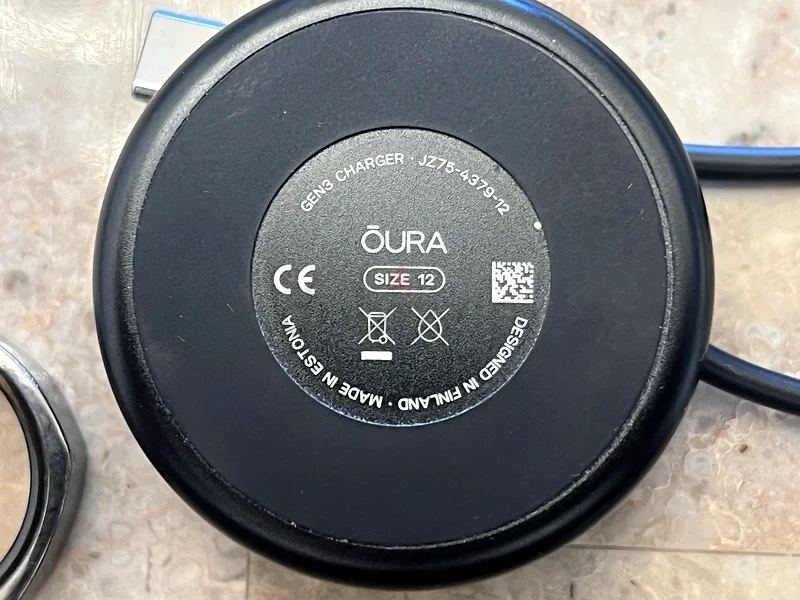 GEN3 CHARGER · JZ75-4379-12
ŌURA
CE
SIZE 12
DESIGNED IN FINLAND · MADE IN ESTONIA